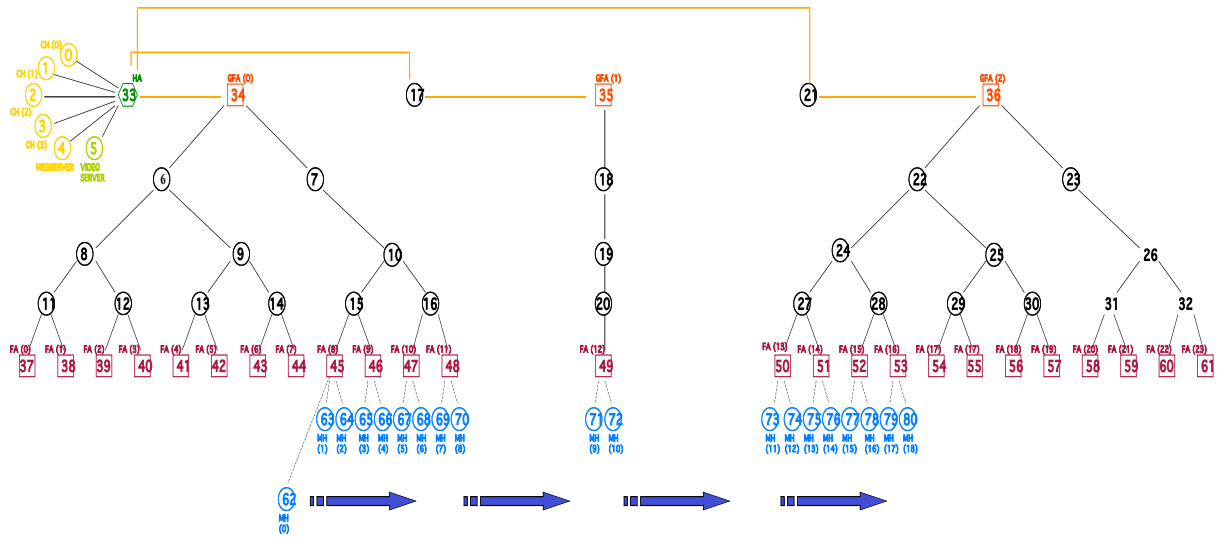 CH (0)
0
CH (1)
1
2
CH (2)
3
CH (3)
4
WEBSERVER
5
VIDEO
SERVER
HA
33
GFA (0)
34
17
GFA (1)
35
21
GFA (2)
36
6
7
18
22
23
8
9
10
19
24
25
26
11
12
13
14
15
16
20
27
28
29
30
31
32
FA (0) FA (1) FA (2) FA (3) FA (4) FA (5) FA (6) FA (7) FA (8) FA (9) FA (10) FA (11) FA (12) FA (13) FA (14) FA (15) FA (16) FA (17) FA (17) FA (18) FA (19) FA (20) FA (21) FA (22) FA (23)
37 38 39 40 41 42 43 44 45 46 47 48 49 50 51 52 53 54 55 56 57 58 59 60 61
63 64 65 66 67 68 69 70 71 72 73 74 75 76 77 78 79 80
MH MH MH MH MH MH MH MH MH MH MH MH MH MH MH MH MH MH
(1) (2) (3) (4) (5) (6) (7) (8) (9) (10) (11) (12) (13) (14) (15) (16) (17) (18)
62
MH
(0)